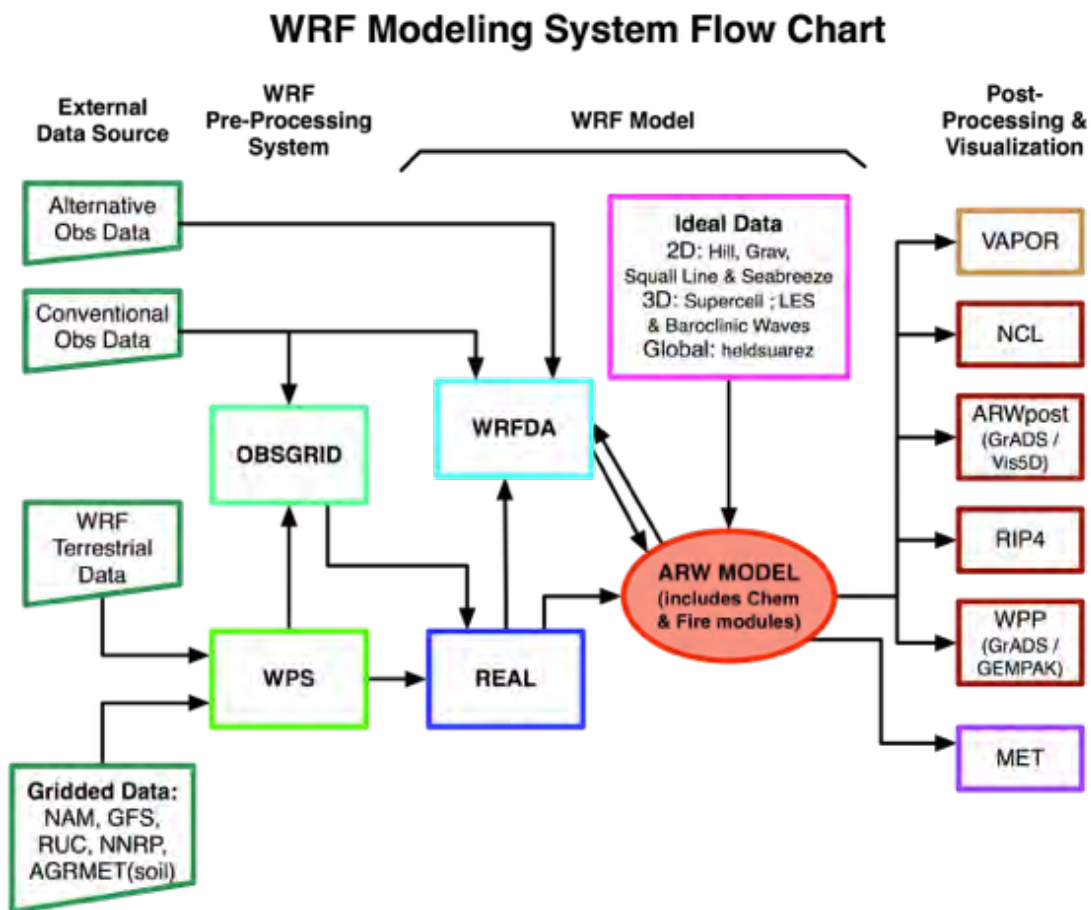 WRF Modeling System Flow Chart
External
Data Source
WRF
Pre-Processing
System
WRF Model
Post-
Processing &
Visualization
Alternative
Obs Data
Conventional
Obs Data
WRF
Terrestrial
Data
Gridded Data:
NAM, GFS,
RUC, NNRP,
AGRMET(soil)
OBSGRID
WPS
WRFDA
REAL
Ideal Data
2D: Hill, Grav,
Squall Line & Seabreeze
3D: Supercell ; LES
& Baroclinic Waves
Global: heldsuarez
ARW MODEL
(includes Chem
& Fire modules)
VAPOR
NCL
ARWpost
(GrADS /
Vis5D)
RIP4
WPP
(GrADS /
GEMPAK)
MET